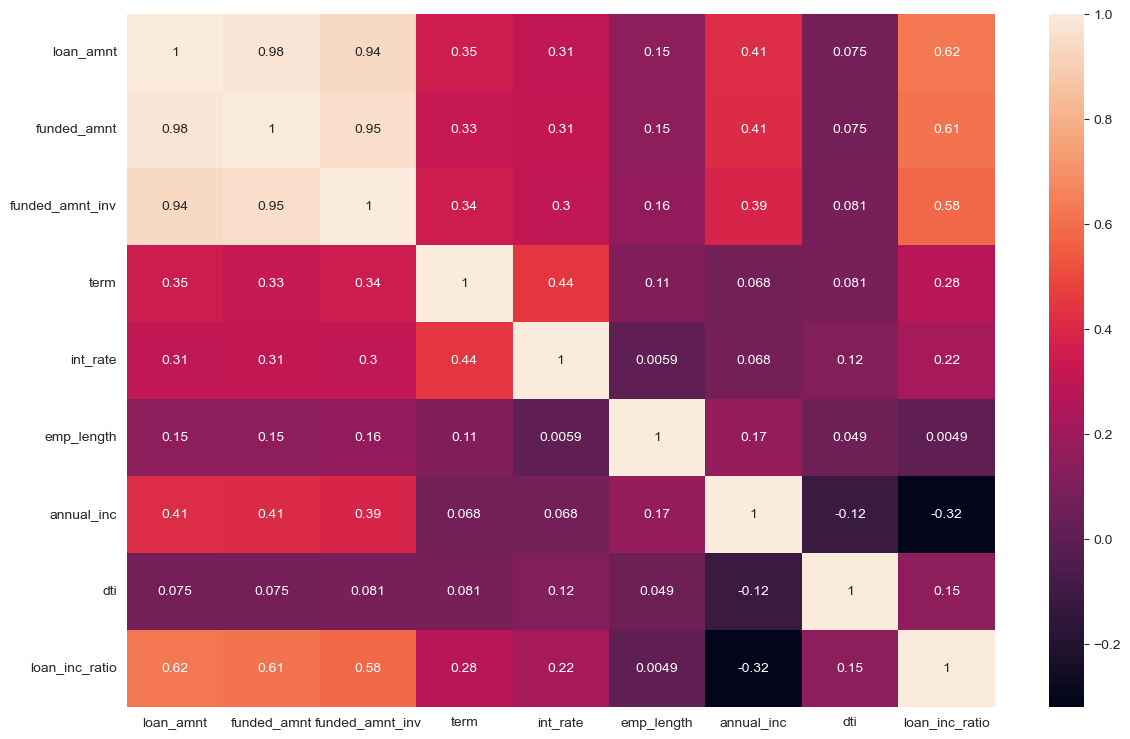 loan_amnt 1 0.98 0.94 0.35 0.31 0.15 0.41 0.075 0.62
funded_amnt 0.98 1 0.95 0.33 0.31 0.15 0.41 0.075 0.61
funded_amnt_inv 0.94 0.95 1 0.34 0.3 0.16 0.39 0.081 0.58
term 0.35 0.33 0.34 1 0.44 0.11 0.068 0.081 0.28
int_rate 0.31 0.31 0.3 0.44 1 0.0059 0.068 0.12 0.22
emp_length 0.15 0.15 0.16 0.11 0.0059 1 0.17 0.049 0.0049
annual_inc 0.41 0.41 0.39 0.068 0.068 0.17 1 -0.12 -0.32
dti 0.075 0.075 0.081 0.081 0.12 0.049 -0.12 1 0.15
loan_inc_ratio 0.62 0.61 0.58 0.28 0.22 0.0049 -0.32 0.15 1
loan_amnt funded_amnt funded_amnt_inv term int_rate emp_length annual_inc dti loan_inc_ratio
1.0
0.8
0.6
0.4
0.2
0.0
−0.2